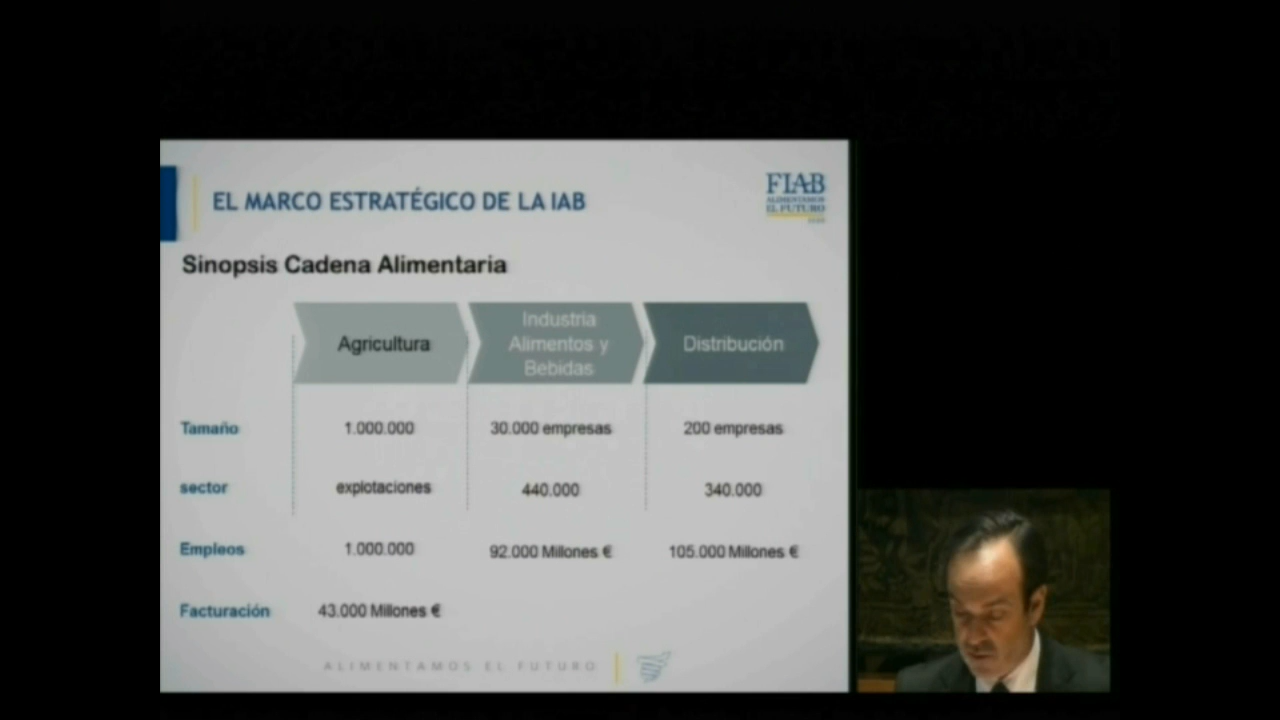 EL MARCO ESTRATÉGICO DE LA IAB
FIAB
ALIMENTAMOS
EL FUTURO
Sinopsis Cadena Alimentaria
Agricultura
Industria
Alimentos y
Bebidas
Distribución
Tamaño 1.000.000 30.000 empresas 200 empresas
sector explotaciones 440.000 340.000
Empleos 1.000.000 92.000 Millones € 105.000 Millones €
Facturación 43.000 Millones €
ALIMENTAMOS EL FUTURO